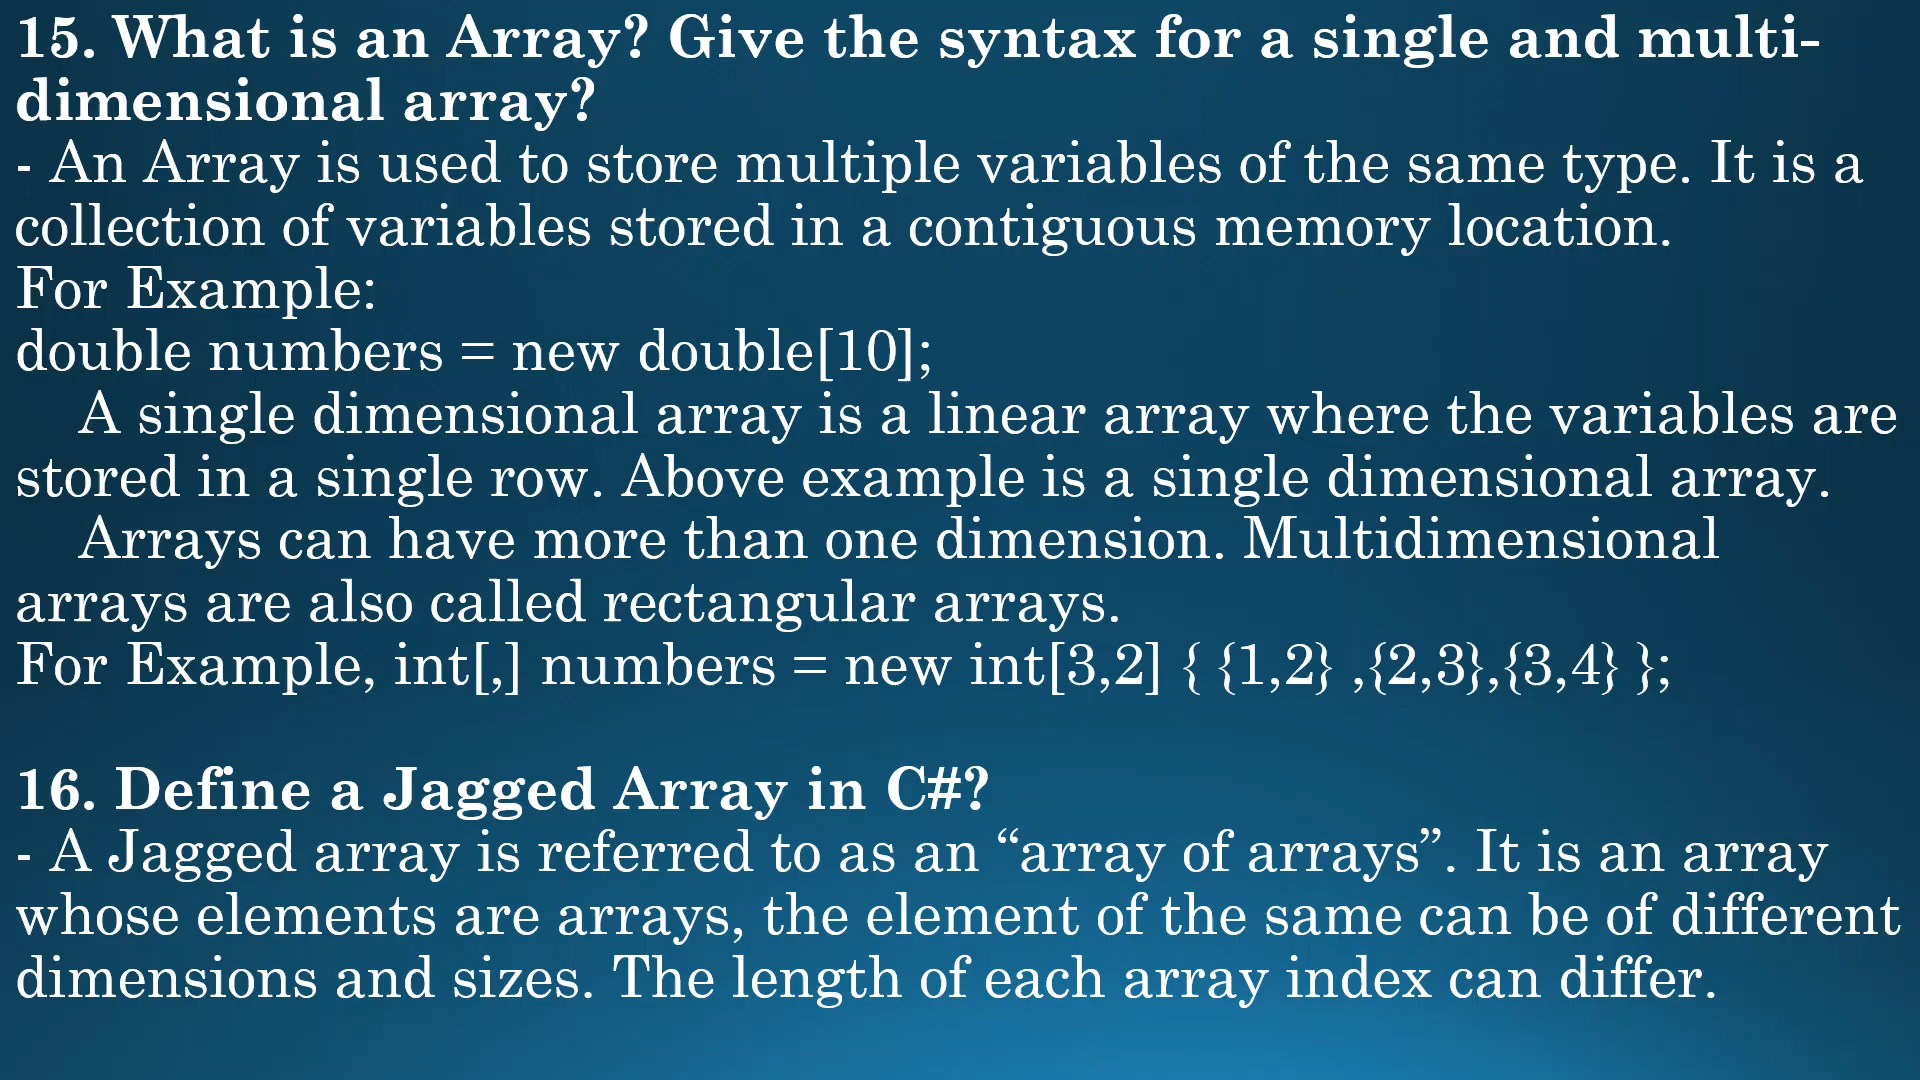 15. What is an Array? Give the syntax for a single and multi-
dimensional array?
- An Array is used to store multiple variables of the same type. It is a
collection of variables stored in a contiguous memory location.
For Example:
double numbers = new double[10];
A single dimensional array is a linear array where the variables are
stored in a single row. Above example is a single dimensional array.
Arrays can have more than one dimension. Multidimensional
arrays are also called rectangular arrays.
For Example, int[,] numbers = new int[3,2] { {1,2} ,{2,3},{3,4} };
16. Define a Jagged Array in C#?
- A Jagged array is referred to as an “array of arrays”. It is an array
whose elements are arrays, the element of the same can be of different
dimensions and sizes. The length of each array index can differ.